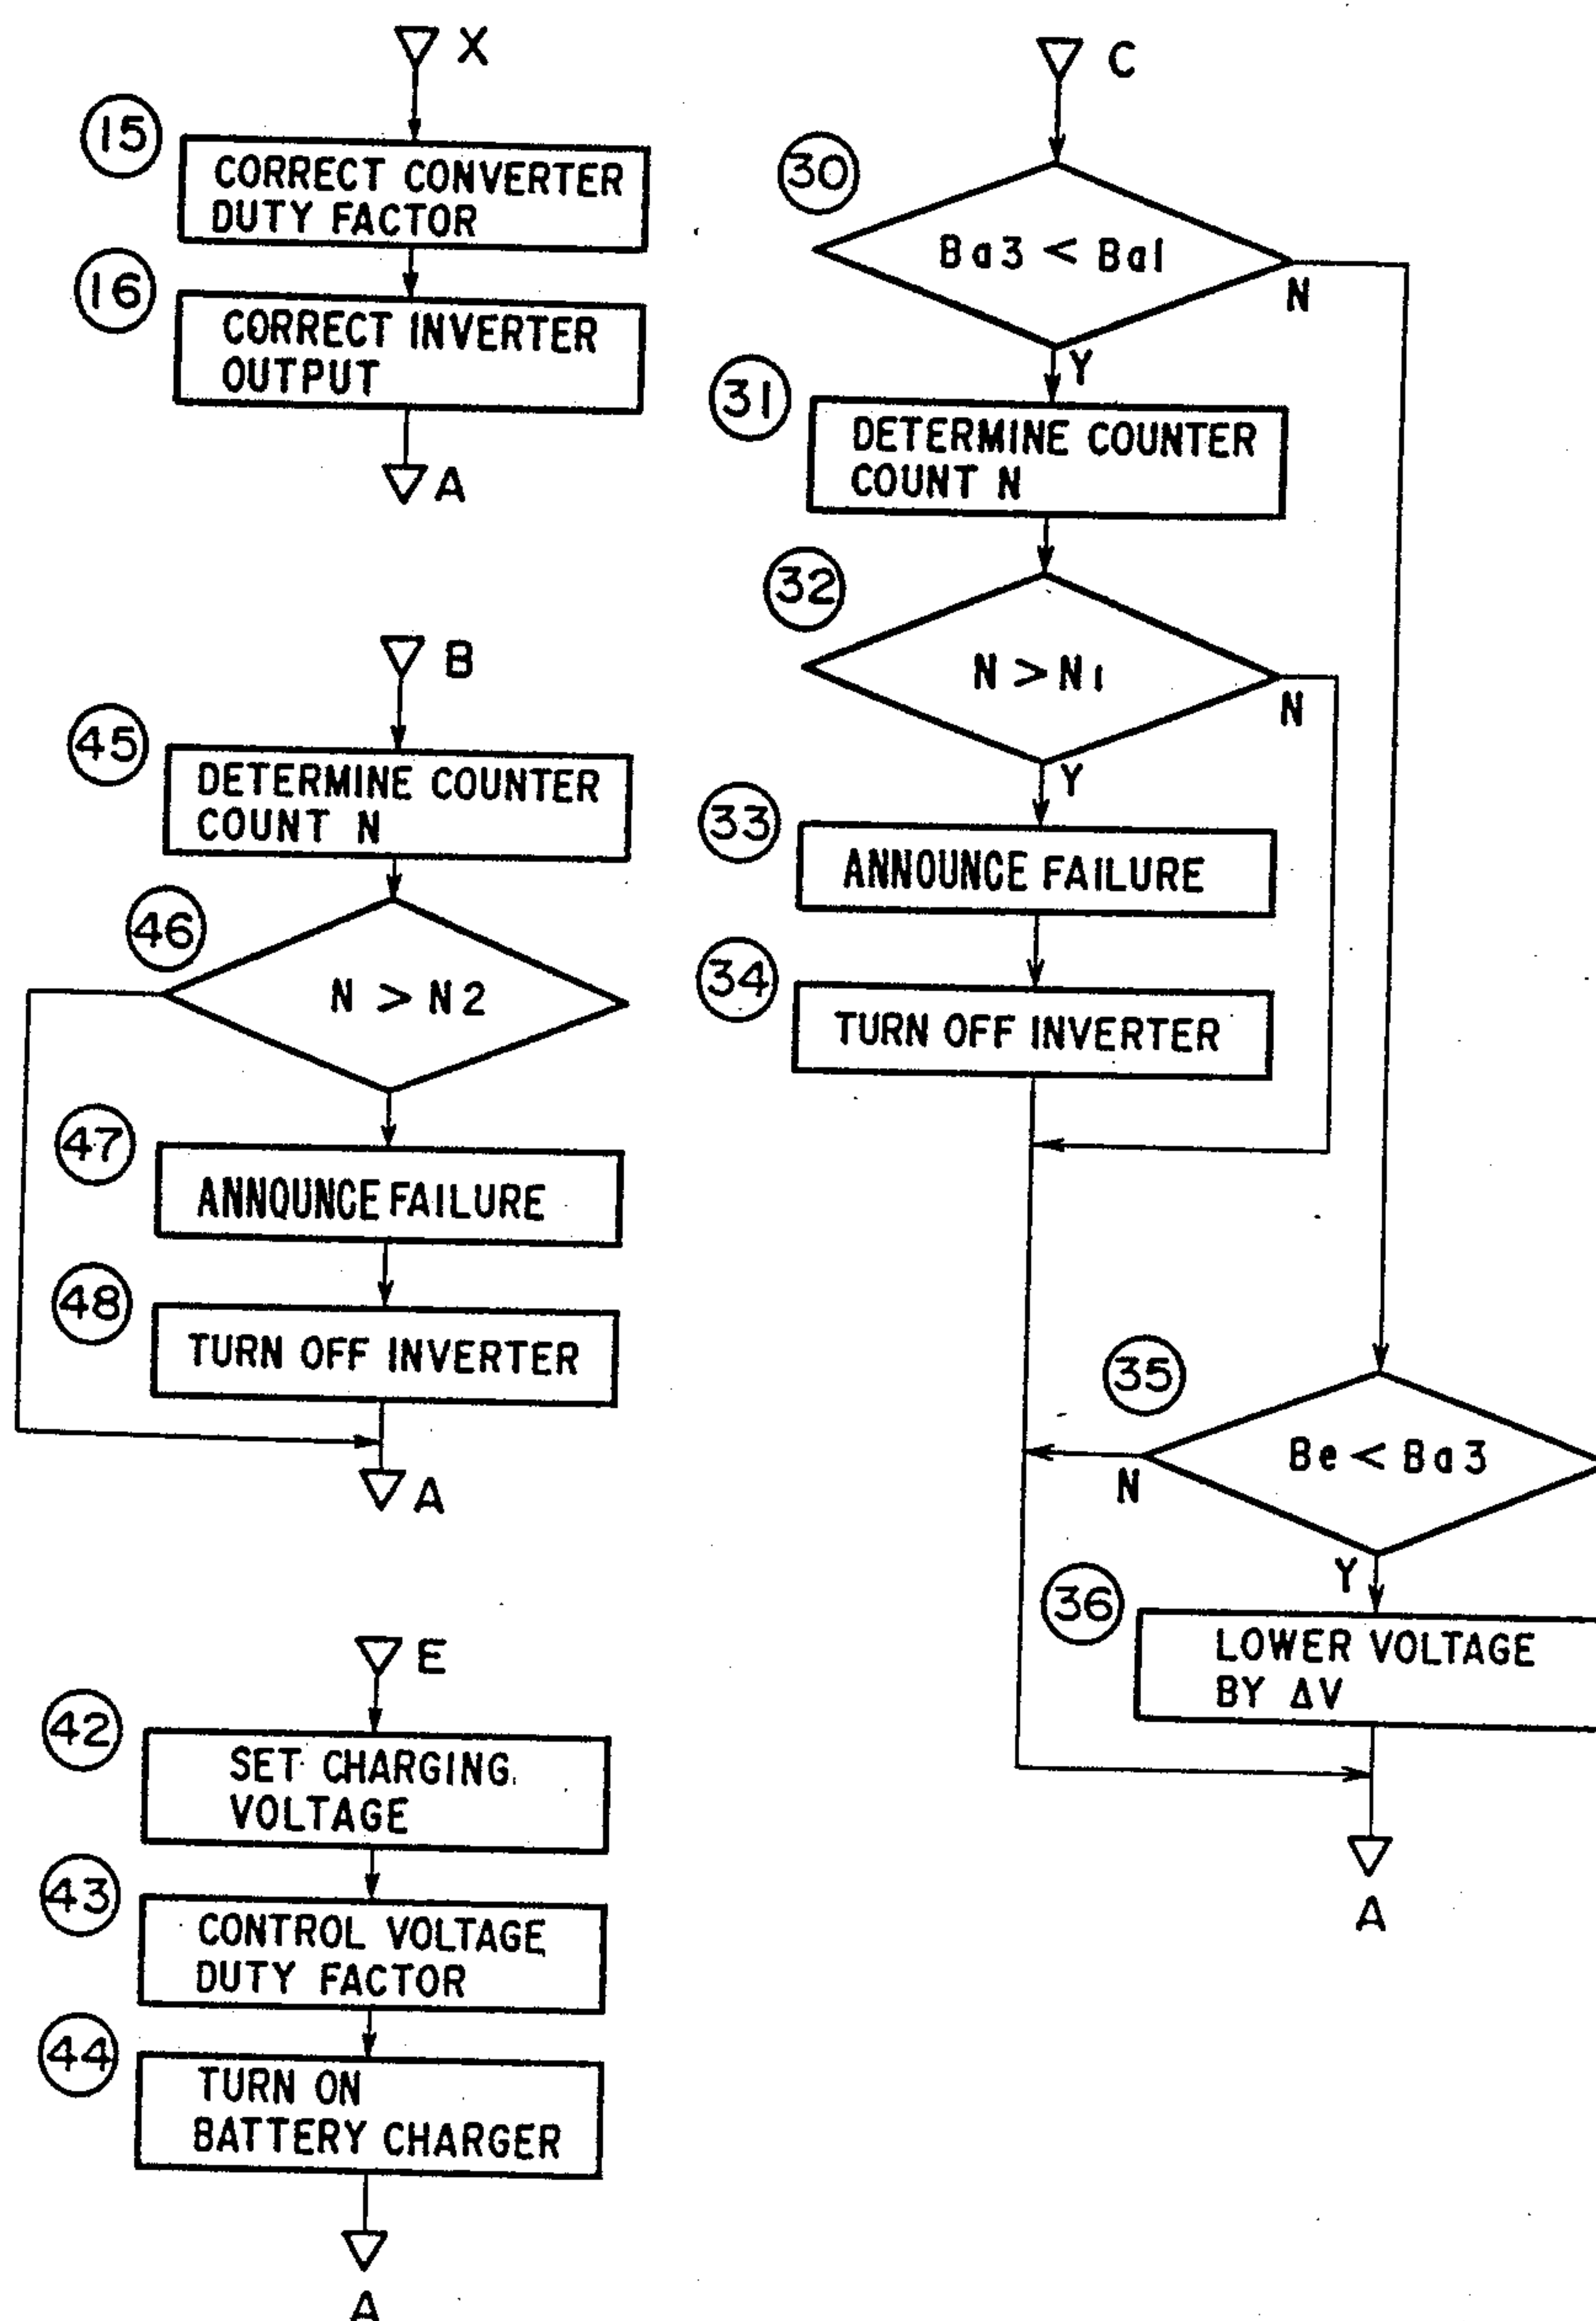 X
15
CORRECT CONVERTER
DUTY FACTOR
16
CORRECT INVERTER
OUTPUT
A
B
45
DETERMINE COUNTER
COUNT N
46
N > N2
47
ANNOUNCE FAILURE
48
TURN OFF INVERTER
A
E
42
SET CHARGING
VOLTAGE
43
CONTROL VOLTAGE
DUTY FACTOR
44
TURN ON
BATTERY CHARGER
A
C
30
Ba3 < Ba1
N
Y
31
DETERMINE COUNTER
COUNT N
32
N > N1
N
Y
33
ANNOUNCE FAILURE
34
TURN OFF INVERTER
35
Be < Ba3
N
Y
36
LOWER VOLTAGE
BY ΔV
A